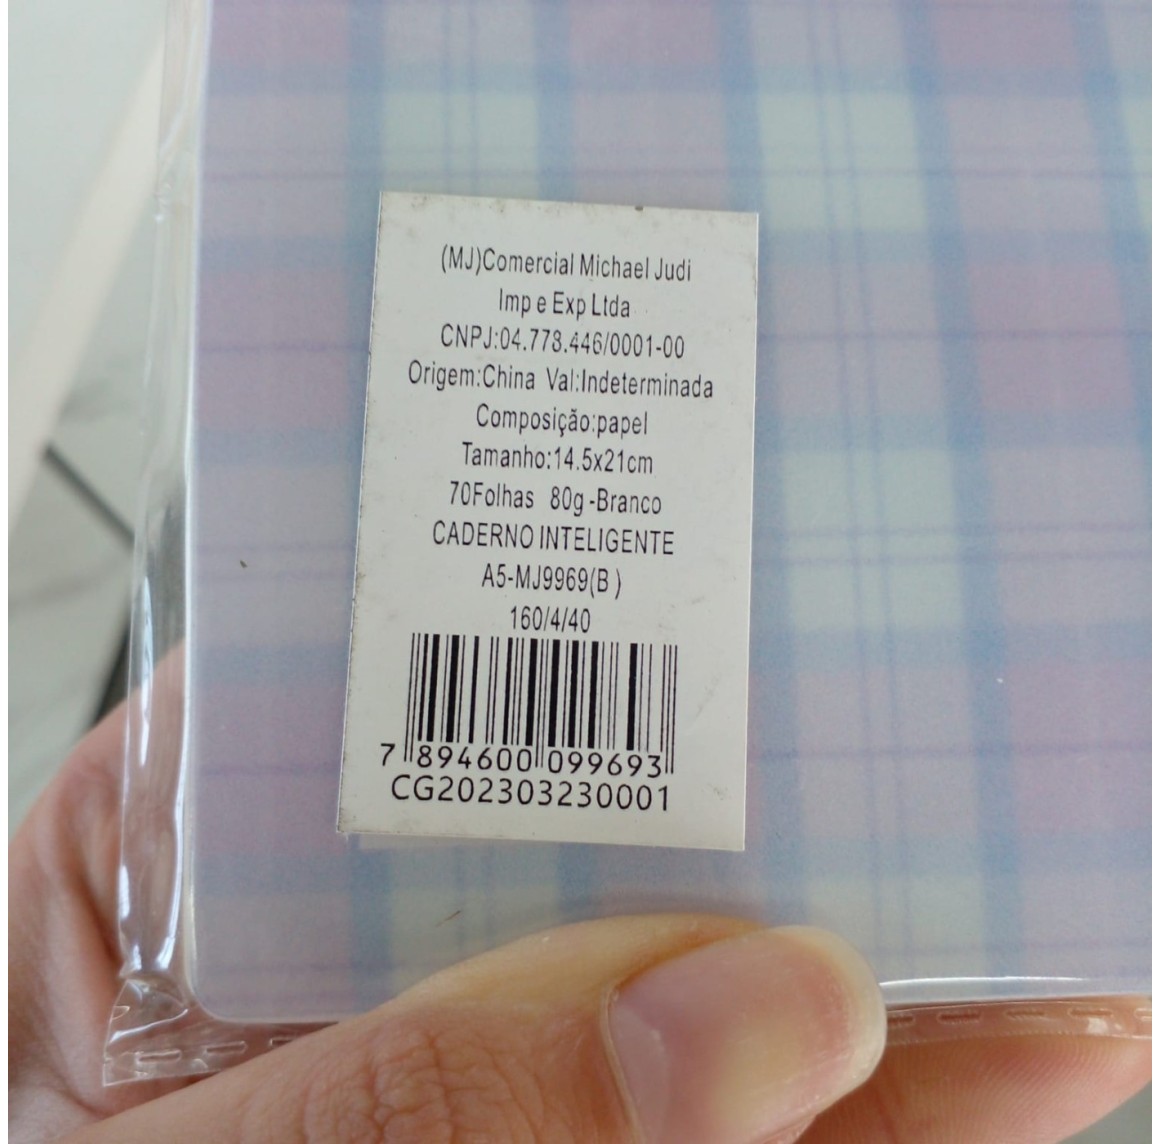 (MJ)Comercial Michael Judi
Imp e Exp Ltda
CNPJ:04.778.446/0001-00
Origem:China Val:Indeterminada
Composição:papel
Tamanho:14.5x21cm
70Folhas 80g-Branco
CADERNO INTELIGENTE
A5-MJ9969(B)
160/4/40
7 894600 099693
CG202303230001